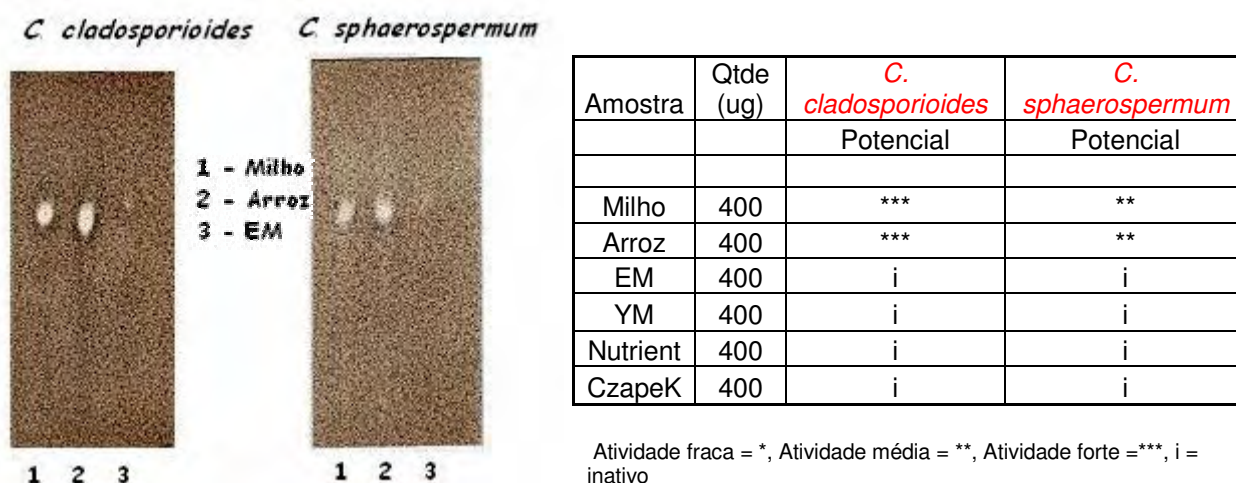 C. cladosporioides
C. sphaerospermum
1 - Milho
2 - Arroz
3 - EM
1 2 3
1 2 3
Amostra Qtde (ug) C. cladosporioides C. sphaerospermum
Potencial Potencial
Milho 400 *** **
Arroz 400 *** **
EM 400 i i
YM 400 i i
Nutrient 400 i i
CzapeK 400 i i
Atividade fraca = *, Atividade média = **, Atividade forte =***, i =
inativo